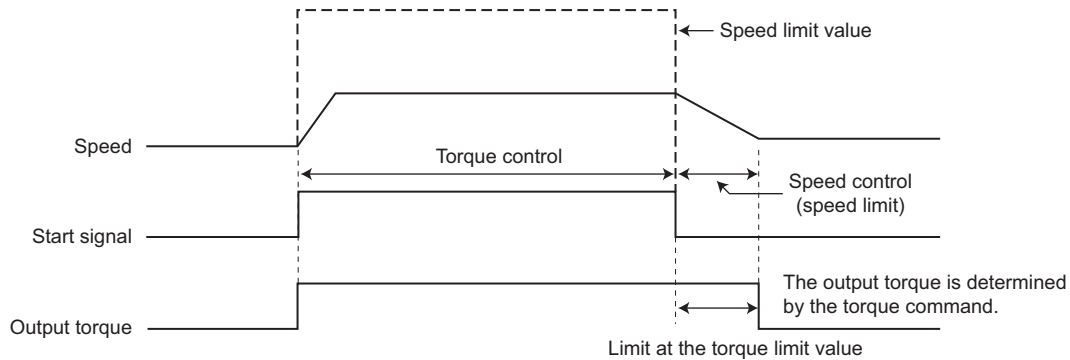 Speed limit value
Speed
Torque control
Speed control
(speed limit)
Start signal
The output torque is determined
by the torque command.
Output torque
Limit at the torque limit value